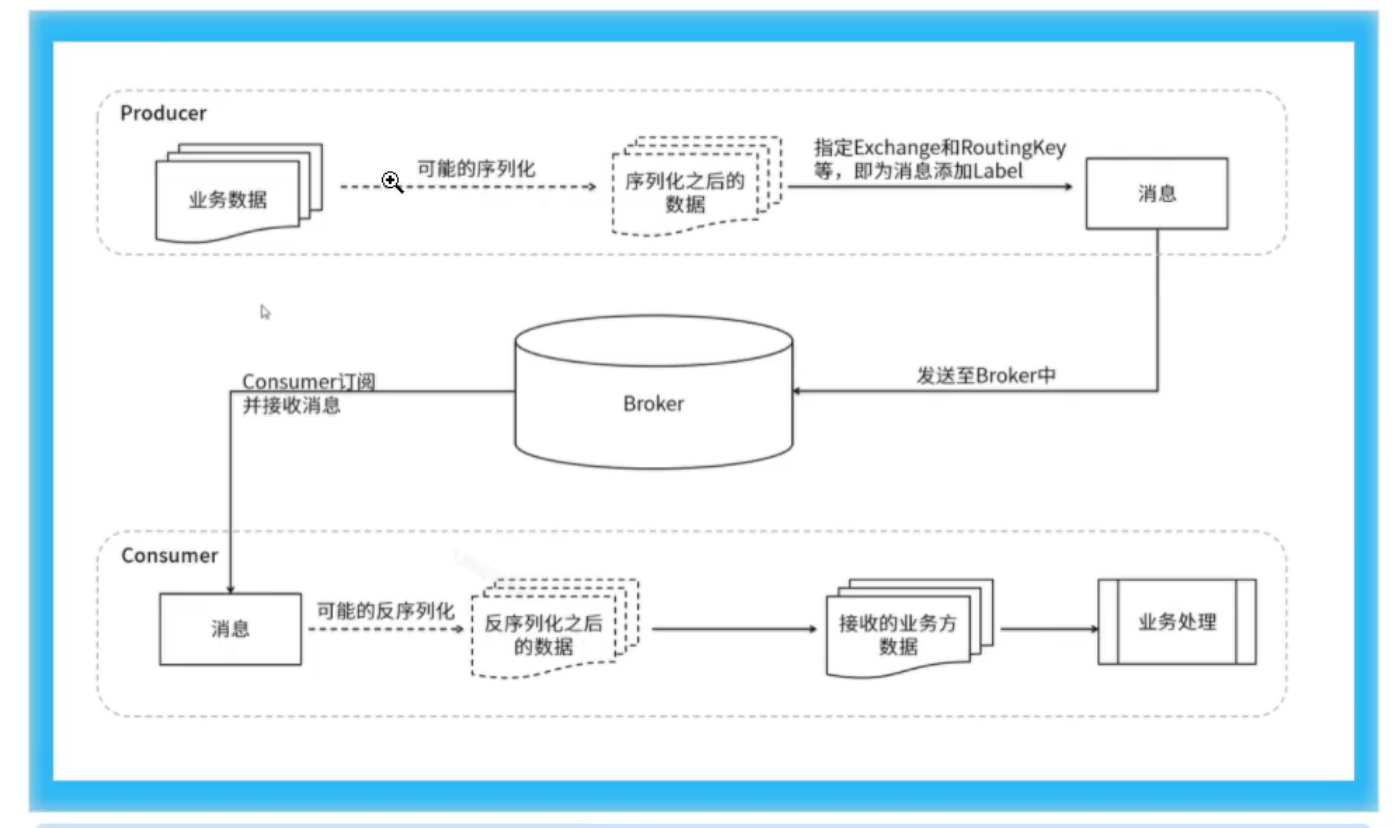 Producer
业务数据
可能的序列化
序列化之后的
数据
指定Exchange和RoutingKey
等，即为消息添加Label
消息
Consumer订阅
并接收消息
Broker
发送至Broker中
Consumer
消息
可能的反序列化
反序列化之后
的数据
接收的业务方
数据
业务处理